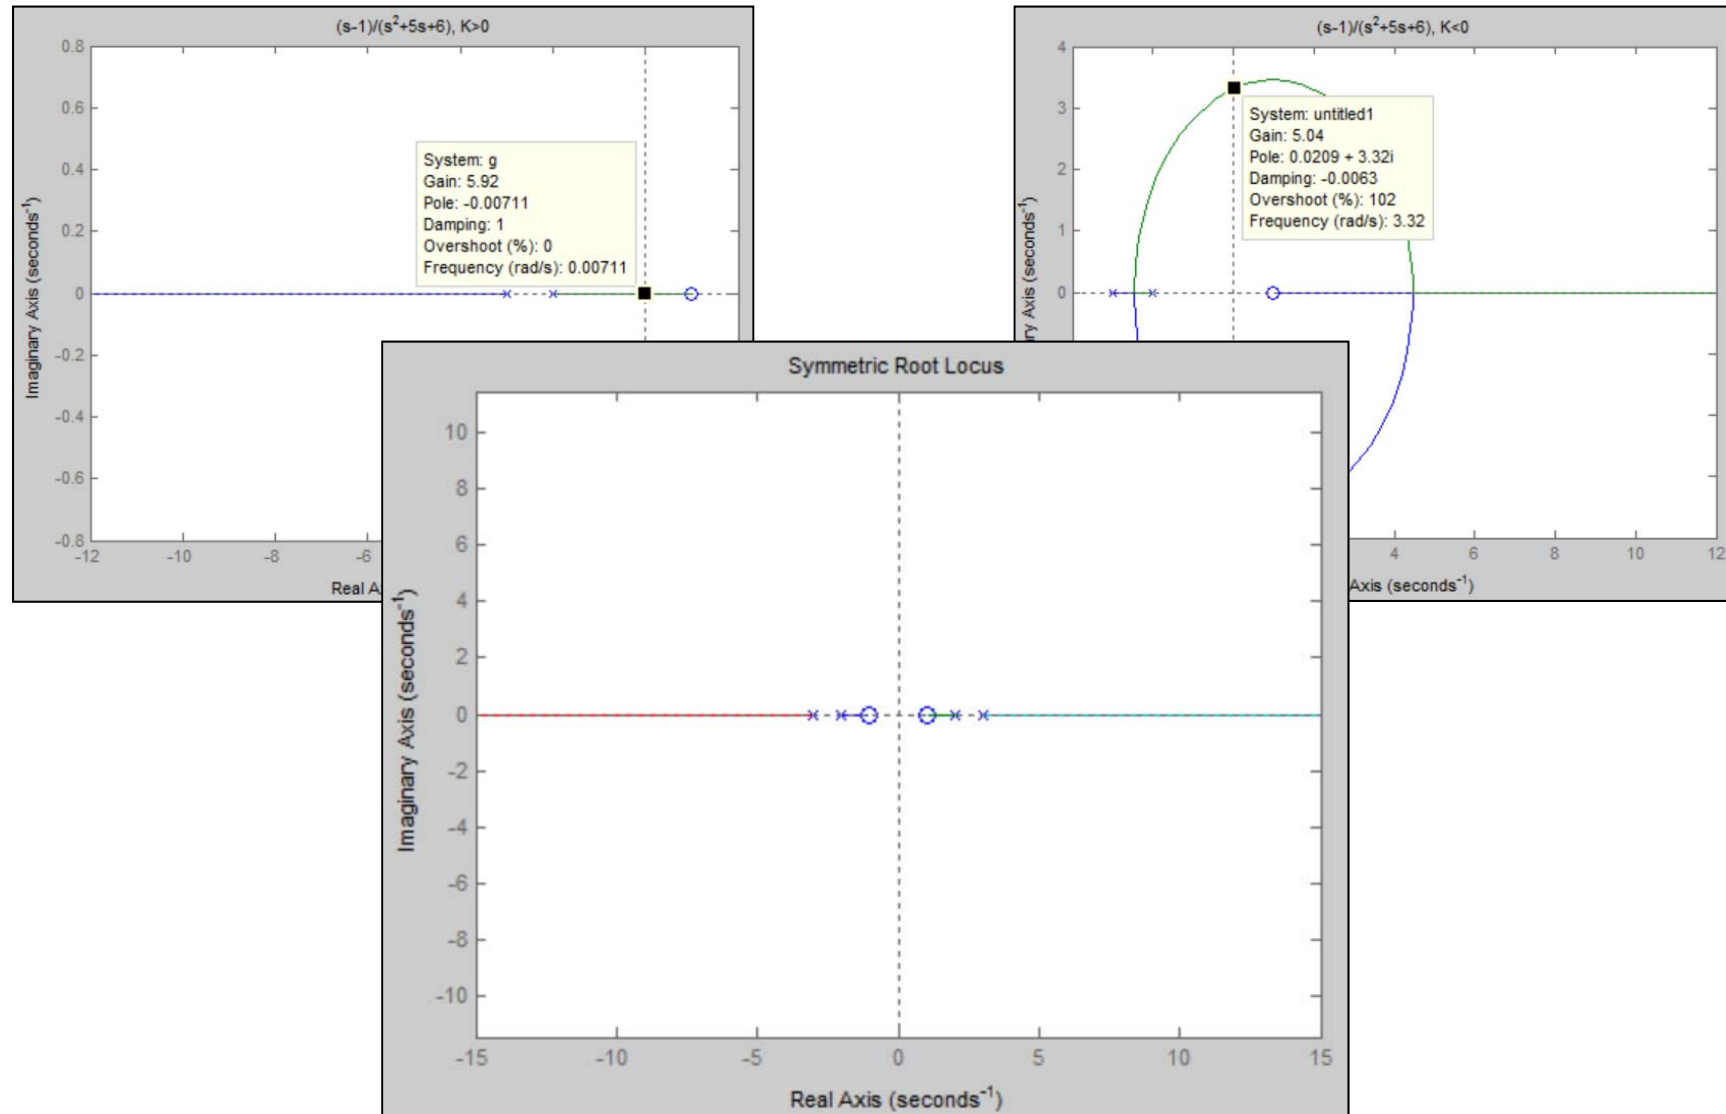 (s-1)/(s²+5s+6), K>0
0.8
0.6
0.4
0.2
0
-0.2
-0.4
-0.6
-0.8
Imaginary Axis (seconds⁻¹)
System: g
Gain: 5.92
Pole: -0.00711
Damping: 1
Overshoot (%): 0
Frequency (rad/s): 0.00711
-12 -10 -8 -6
Real A
(s-1)/(s²+5s+6), K<0
4
3
2
1
0
ry Axis (seconds⁻¹)
System: untitled1
Gain: 5.04
Pole: 0.0209 + 3.32i
Damping: -0.0063
Overshoot (%): 102
Frequency (rad/s): 3.32
4 6 8 10 12
Axis (seconds⁻¹)
Symmetric Root Locus
10
8
6
4
2
0
-2
-4
-6
-8
-10
Imaginary Axis (seconds⁻¹)
-15 -10 -5 0 5 10 15
Real Axis (seconds⁻¹)